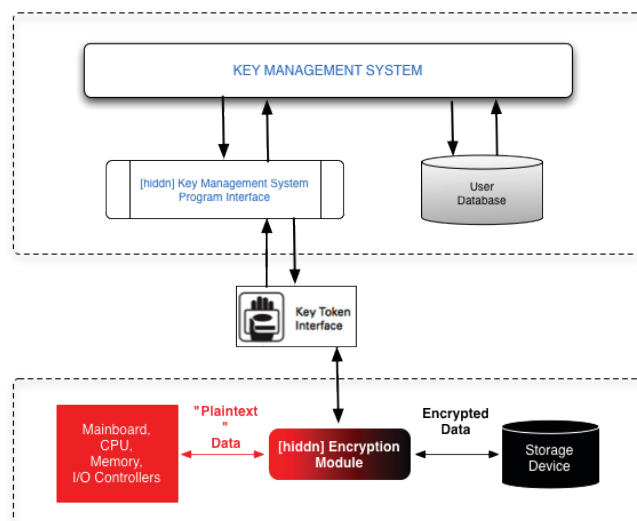 KEY MANAGEMENT SYSTEM
[hiddn] Key Management System
Program Interface
User
Database
Key Token
Interface
"Plaintext
"
Data
Encrypted
Data
Mainboard,
CPU,
Memory,
I/O Controllers
[hiddn] Encryption
Module
Storage
Device